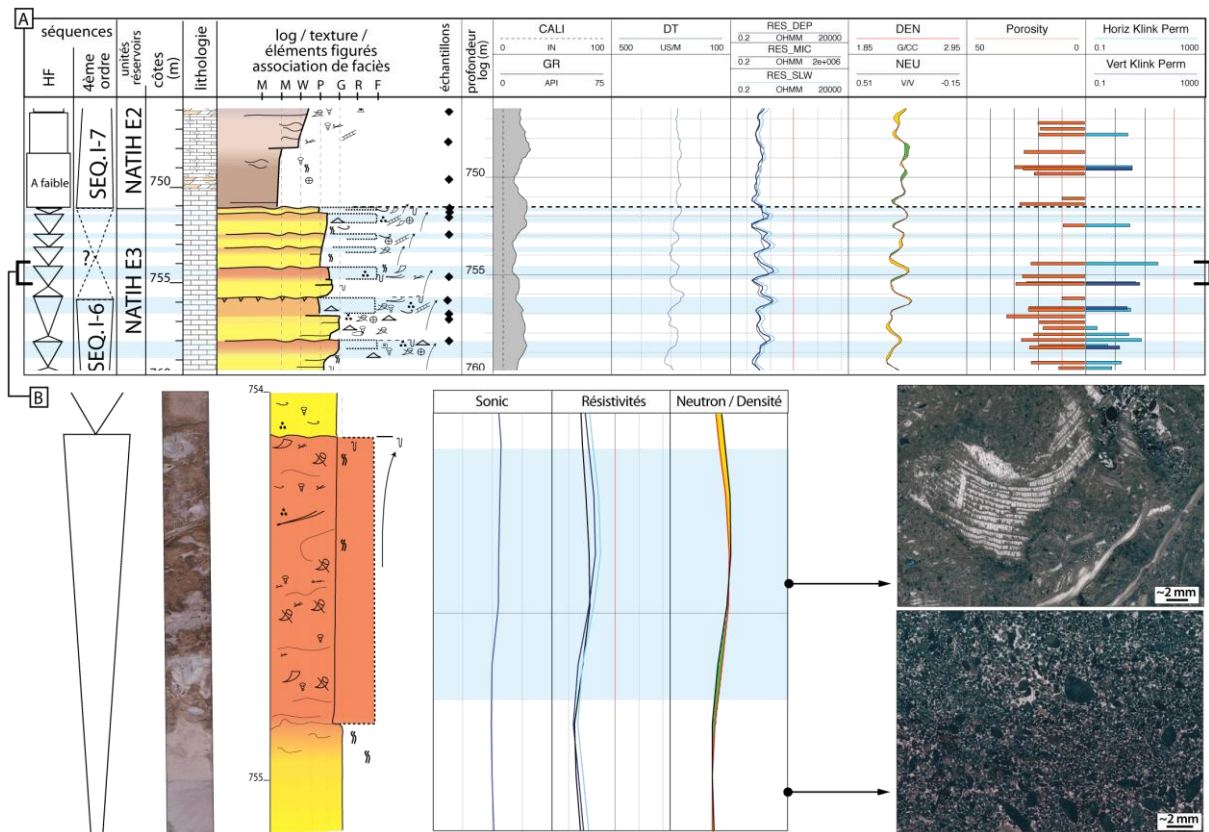 A
séquences
HF
4ème ordre
unités réservoirs
côtes (m)
lithologie
log / texture / éléments figurés association de faciès
M M W P G R F
échantillons
profondeur log (m)
CALI
0 IN 100
GR
0 API 75
DT
500 US/M 100
RES_DEP
0.2 OHMM 20000
RES_MIC
0.2 OHMM 2e+006
RES_SLW
0.2 OHMM 20000
DEN
1.85 G/CC 2.95
NEU
0.51 V/V -0.15
Porosity
50 0
Horiz Klink Perm
0.1 1000
Vert Klink Perm
0.1 1000
A faible
SEQ. I-7
NATIH E2
750
750
?
SEQ. I-6
NATIH E3
755
755
760
760
B
754
755
Sonic
Résistivités
Neutron / Densité
~2 mm
~2 mm